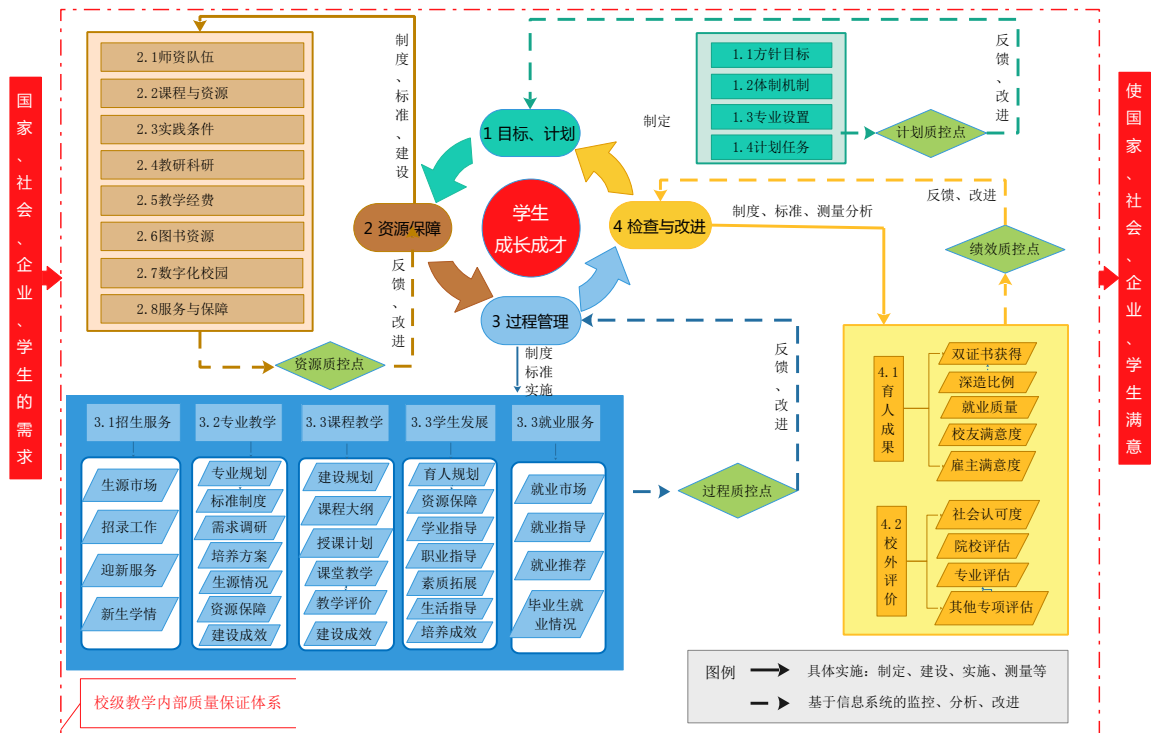 国家、社会、企业、学生的需求
2.1师资队伍
2.2课程与资源
2.3实践条件
2.4教研科研
2.5教学经费
2.6图书资源
2.7数字化校园
2.8服务与保障
制度、标准、建设
资源质控点
反馈、改进
1 目标、计划
2 资源保障
3 过程管理
4 检查与改进
学生
成长成才
制定
1.1方针目标
1.2体制机制
1.3专业设置
1.4计划任务
计划质控点
反馈、改进
制度、标准、测量分析
反馈、改进
绩效质控点
制度
标准
实施
反馈、改进
过程质控点
3.1招生服务
生源市场
招录工作
迎新服务
新生学情
3.2专业教学
专业规划
标准制度
需求调研
培养方案
生源情况
资源保障
建设成效
3.3课程教学
建设规划
课程大纲
授课计划
课堂教学
教学评价
建设成效
3.3学生发展
育人规划
资源保障
学业指导
职业指导
素质拓展
生活指导
培养成效
3.3就业服务
就业市场
就业指导
就业推荐
毕业生就
业情况
4.1育人成果
双证书获得
深造比例
就业质量
校友满意度
雇主满意度
4.2校外评价
社会认可度
院校评估
专业评估
其他专项评估
使国家、社会、企业、学生满意
校级教学内部质量保证体系
图例
具体实施：制定、建设、实施、测量等
基于信息系统的监控、分析、改进